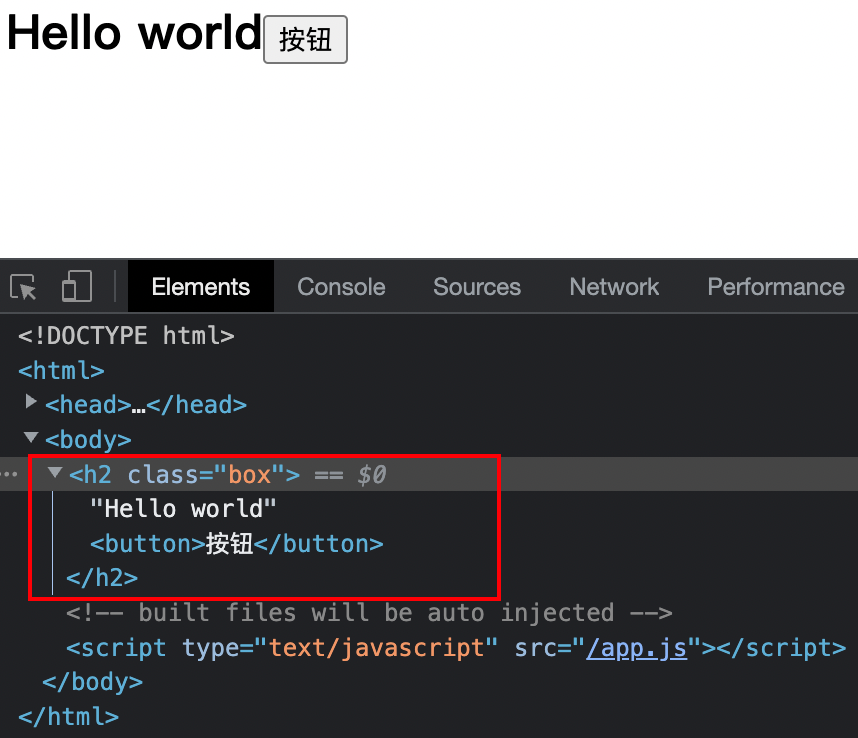 Hello world 按钮
Elements Console Sources Network Performance
<!DOCTYPE html>
<html>
<head>…</head>
<body>
<h2 class="box"> == $0
"Hello world"
<button>按钮</button>
</h2>
<!-- built files will be auto injected -->
<script type="text/javascript" src="/app.js"></script>
</body>
</html>